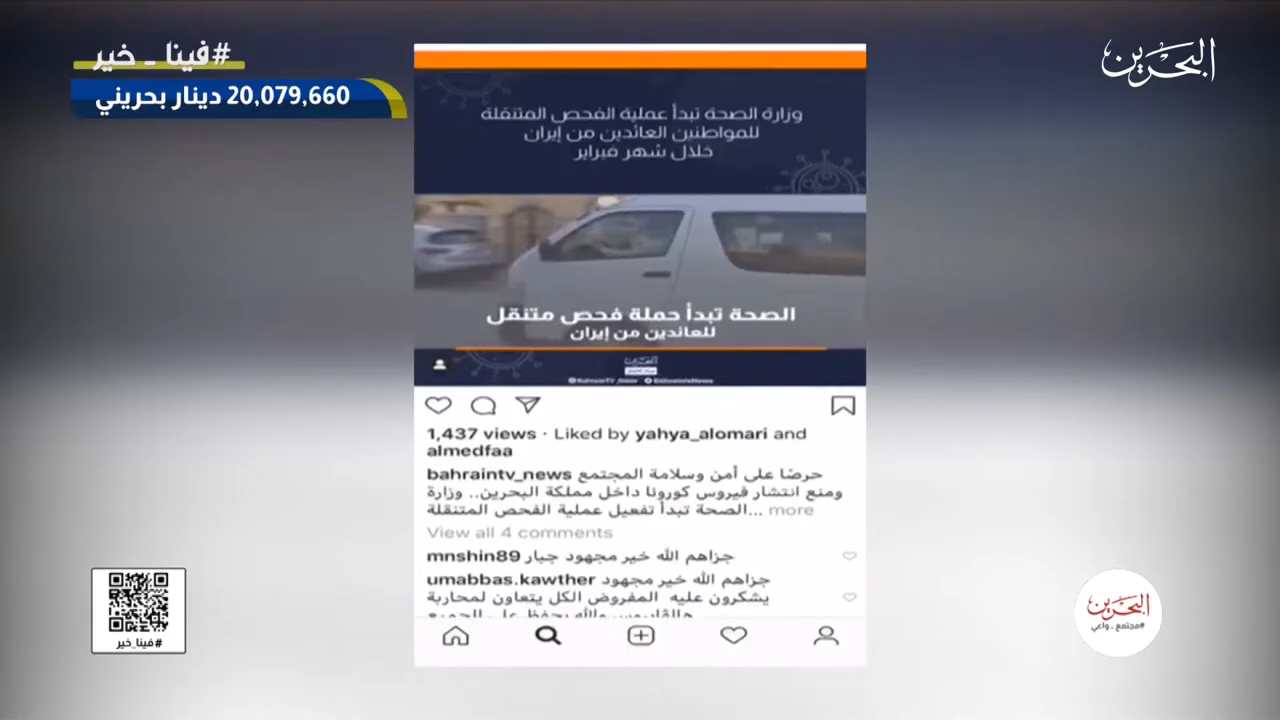 #فينا - خير
20,079,660 دينار بحريني
البحرين
وزارة الصحة تبدأ عملية الفحص المتنقلة
للمواطنين العائدين من إيران
خلال شهر فبراير
الصحة تبدأ حملة فحص متنقل
للعائدين من إيران
البحرين
1,437 views · Liked by yahya_alomari and
almedfaa
bahraintv_news حرصًا على أمن وسلامة المجتمع
ومنع انتشار فيروس كورونا داخل مملكة البحرين.. وزارة
الصحة تبدأ تفعيل عملية الفحص المتنقلة... more
View all 4 comments
mnshin89 جزاهم الله خير مجهود جبار
umabbas.kawther جزاهم الله خير مجهود
يشكرون عليه المفروض الكل يتعاون لمحاربة
#فينا_خير
البحرين
#مجتمع_واعي